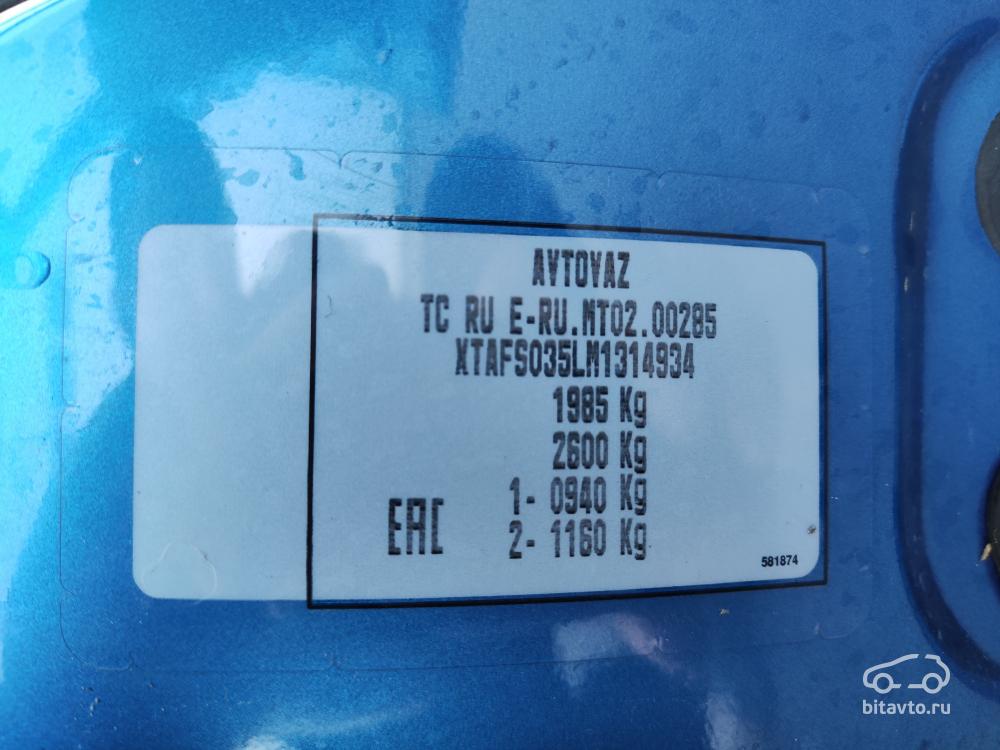 AVTOVAZ
TC RU E-RU.MT02.00285
XTAFS035LM1314934
1985 Kg
2600 Kg
1- 0940 Kg
2- 1160 Kg
EAC
581874
bitavto.ru